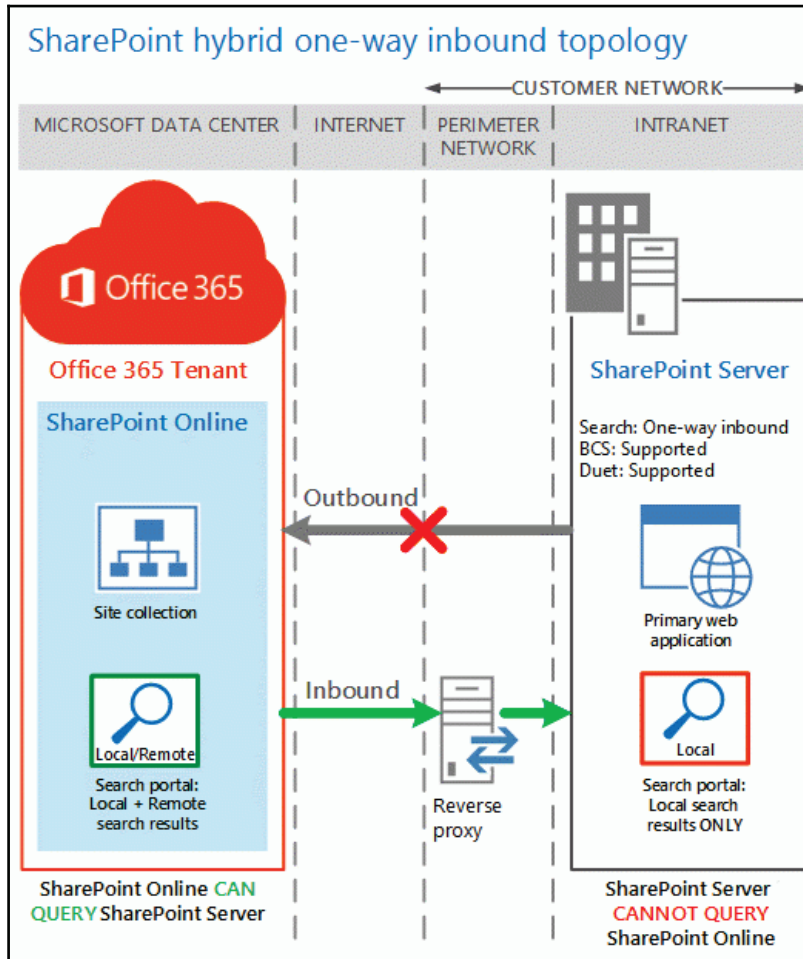 SharePoint hybrid one-way inbound topology
CUSTOMER NETWORK
MICROSOFT DATA CENTER
INTERNET
PERIMETER
NETWORK
INTRANET
Office 365
Office 365 Tenant
SharePoint Online
SharePoint Server
Search: One-way inbound
BCS: Supported
Duet: Supported
Outbound
Site collection
Primary web
application
Inbound
Local/Remote
Local
Search portal:
Local + Remote
search results
Reverse
proxy
Search portal:
Local search
results ONLY
SharePoint Online CAN
QUERY SharePoint Server
SharePoint Server
CANNOT QUERY
SharePoint Online